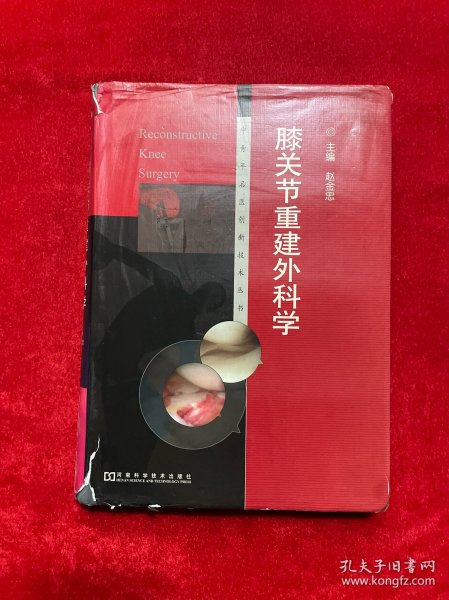 Reconstructive
Knee
Surgery
中青年名医创新技术丛书
膝关节重建外科学
◎ 主编 赵金忠
河南科学技术出版社
HENAN SCIENCE AND TECHNOLOGY PRESS
孔夫子旧书网
www.kongfz.com